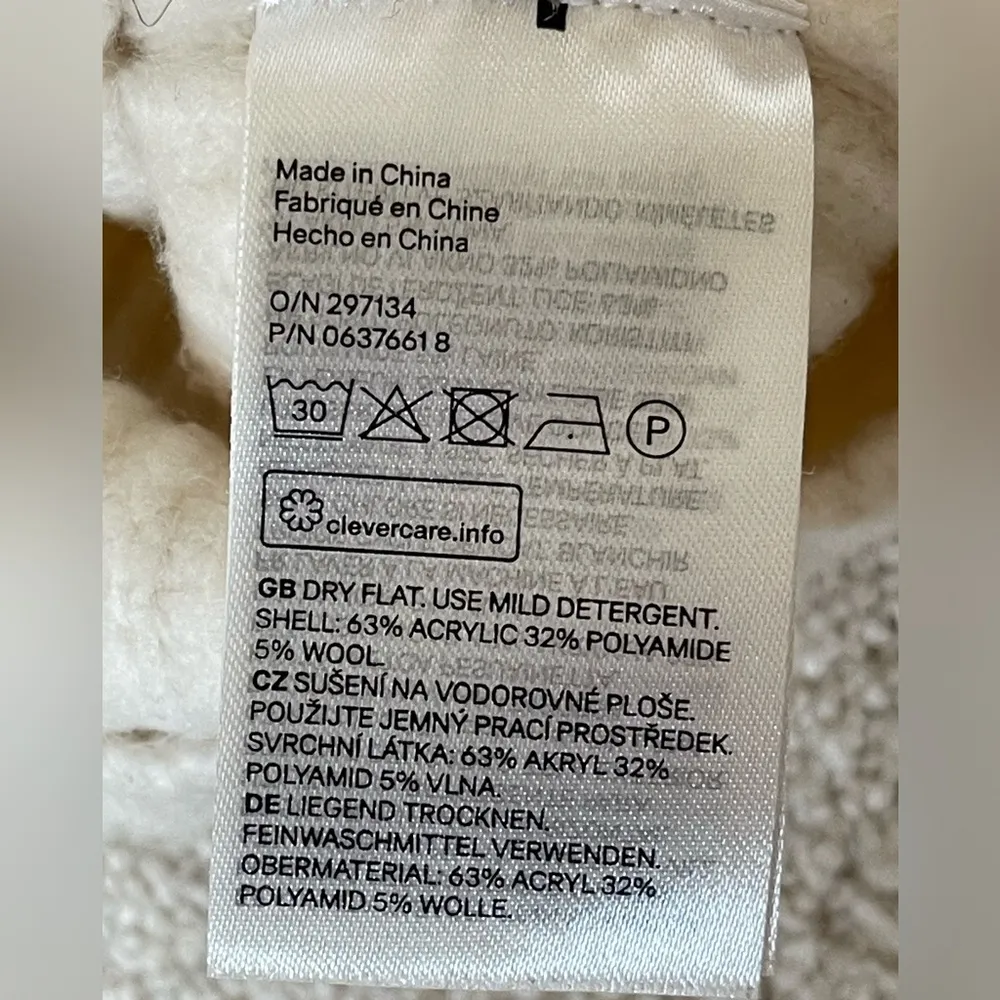 Made in China
Fabriqué en Chine
Hecho en China
O/N 297134
P/N 0637661 8
30
P
clevercare.info
GB DRY FLAT. USE MILD DETERGENT.
SHELL: 63% ACRYLIC 32% POLYAMIDE
5% WOOL.
CZ SUŠENÍ NA VODOROVNÉ PLOŠE.
POUŽIJTE JEMNÝ PRACÍ PROSTŘEDEK.
SVRCHNÍ LÁTKA: 63% AKRYL 32%
POLYAMID 5% VLNA.
DE LIEGEND TROCKNEN.
FEINWASCHMITTEL VERWENDEN.
OBERMATERIAL: 63% ACRYL 32%
POLYAMID 5% WOLLE.